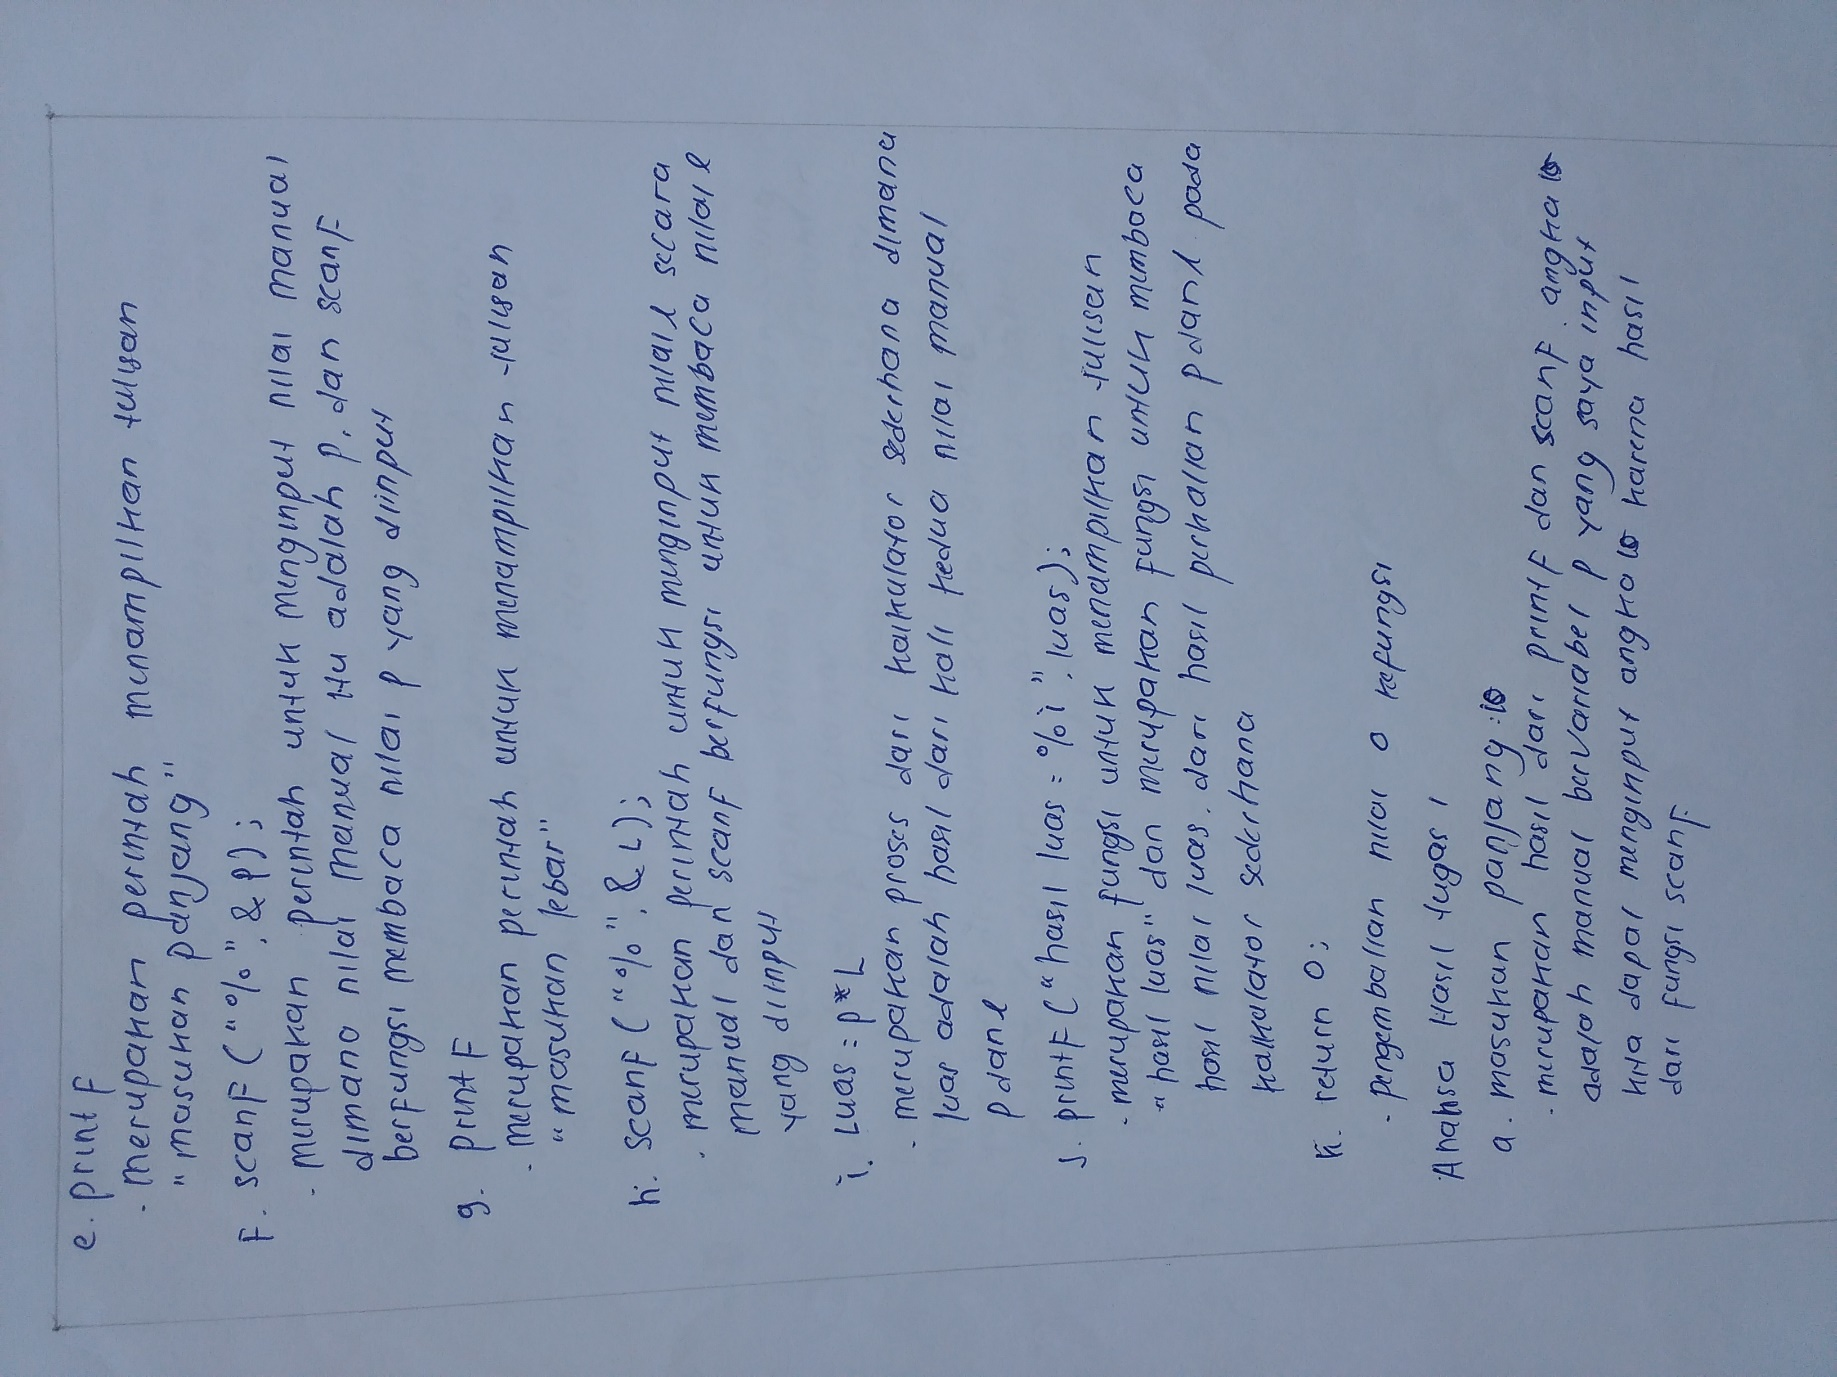 e. printf
- merupakan perintah menampilkan tulisan
"masukan panjang"
F. scanF ("%". & P);
- merupakan perintah untuk menginput nilai manual
dimano nilai manual itu adalah p. dan scanF
berfungsi membaca nilai p yang diinput
g. printF
- merupakan perintah untuk menampilkan tulisan
"masukan lebar"
h. scanF ("%". & L);
- merupakan perintah untuk menginput nilai l secara
manual dan scanF berfungsi untuk membaca nilai l
yang diinput
i. Luas = p*L
- merupakan proses dari kalkulator sederhana dimana
luas adalah hasil dari kali kedua nilai manual
p dan l
J. printF ("hasil luas = %i". luas);
- merupakan fungsi untuk menampilkan tulisan
"hasil luas" dan merupakan fungsi untuk membaca
hasil nilai luas. dari hasil perkalian p dan l. pada
kalkulator sederhana
k. return 0;
- pengembalian nilai 0 kefungsi
Analisa Hasil tugas 1
a. masukan panjang:
- merupakan hasil dari printF dan scanF. angka
adalah manual bervariabel p yang saya input
kita dapat menginput angka karena hasil
dari fungsi scanF